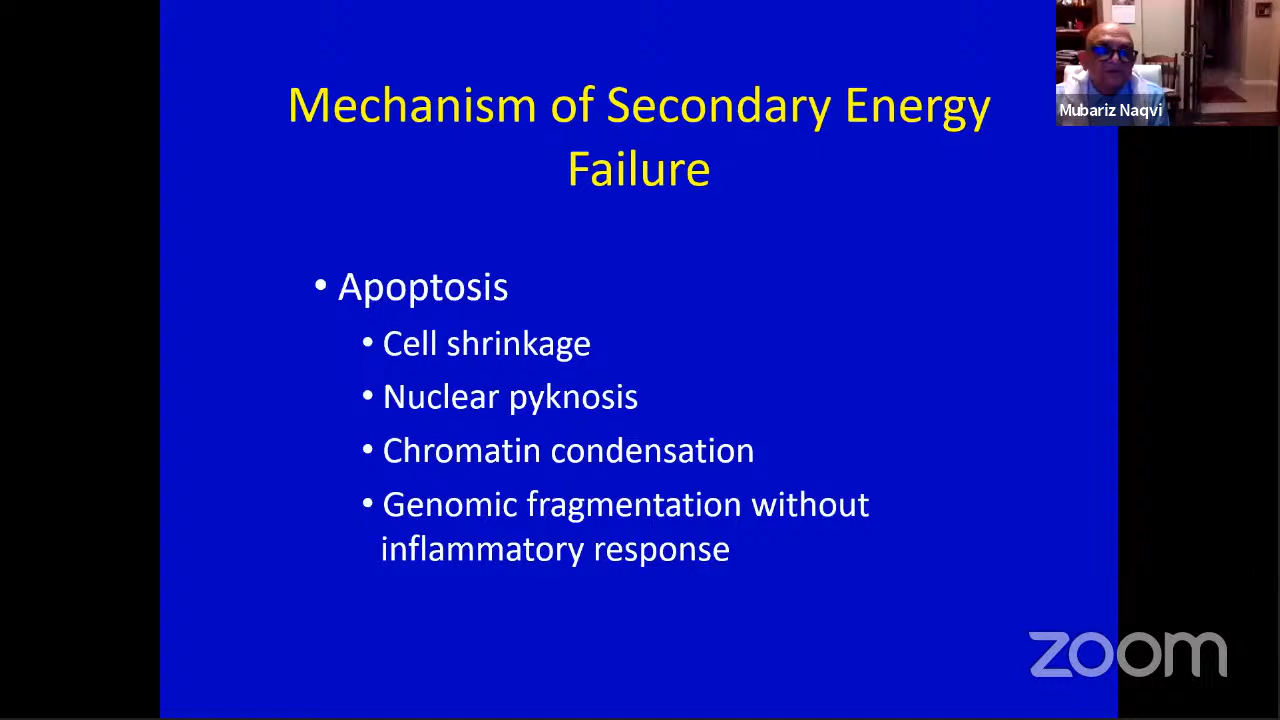 Mechanism of Secondary Energy
Failure
• Apoptosis
• Cell shrinkage
• Nuclear pyknosis
• Chromatin condensation
• Genomic fragmentation without
inflammatory response
Mubariz Naqvi
zoom